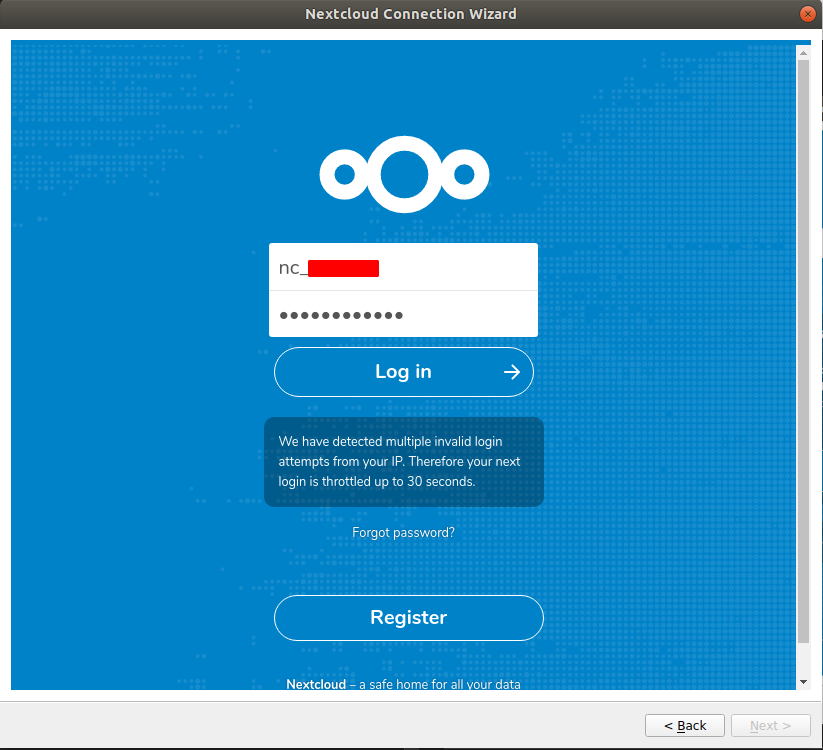 Nextcloud Connection Wizard
nc_
●●●●●●●●●●●●
Log in
We have detected multiple invalid login
attempts from your IP. Therefore your next
login is throttled up to 30 seconds.
Forgot password?
Register
Nextcloud – a safe home for all your data
< Back
Next >